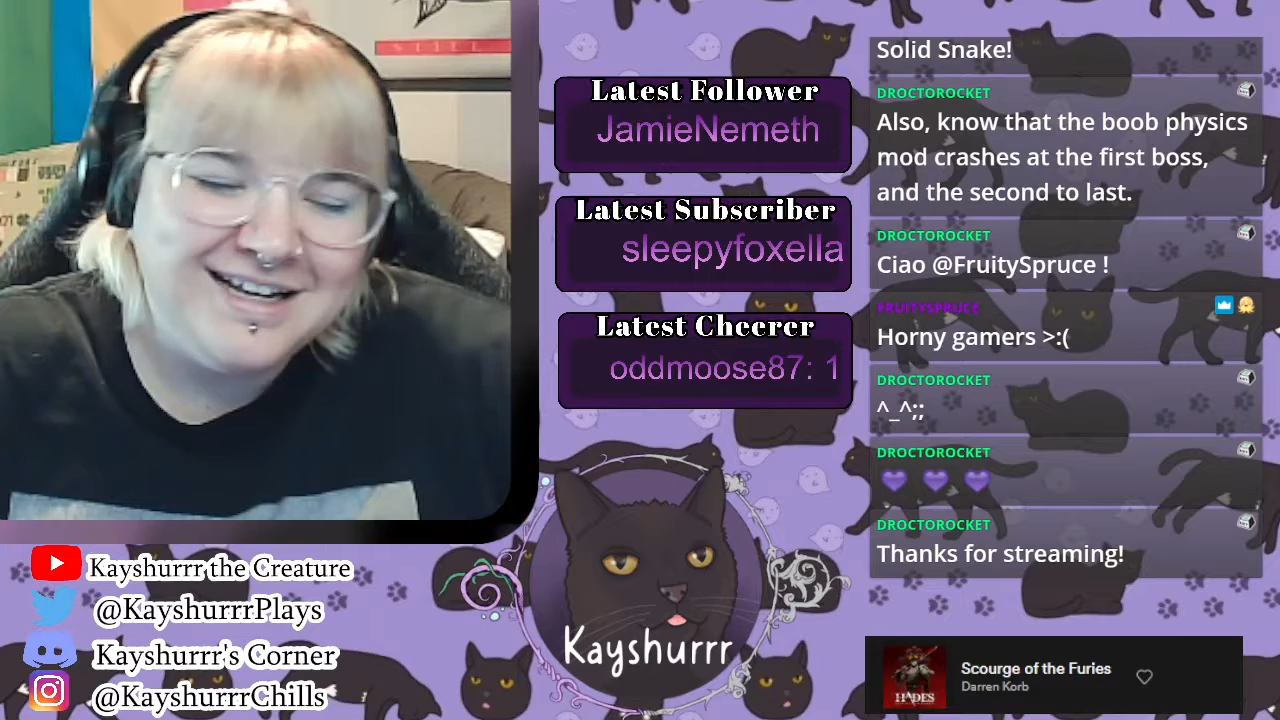 Latest Follower
JamieNemeth
Latest Subscriber
sleepyfoxella
Latest Cheerer
oddmoose87: 1
Kayshurrr
Kayshurrr the Creature
@KayshurrrPlays
Kayshurrr's Corner
@KayshurrrChills
Solid Snake!
DROCTOROCKET
Also, know that the boob physics
mod crashes at the first boss,
and the second to last.
DROCTOROCKET
Ciao @FruitySpruce !
FRUITYSPRUCE
Horny gamers >:(
DROCTOROCKET
^_^;;
DROCTOROCKET
DROCTOROCKET
Thanks for streaming!
HADES
Scourge of the Furies
Darren Korb